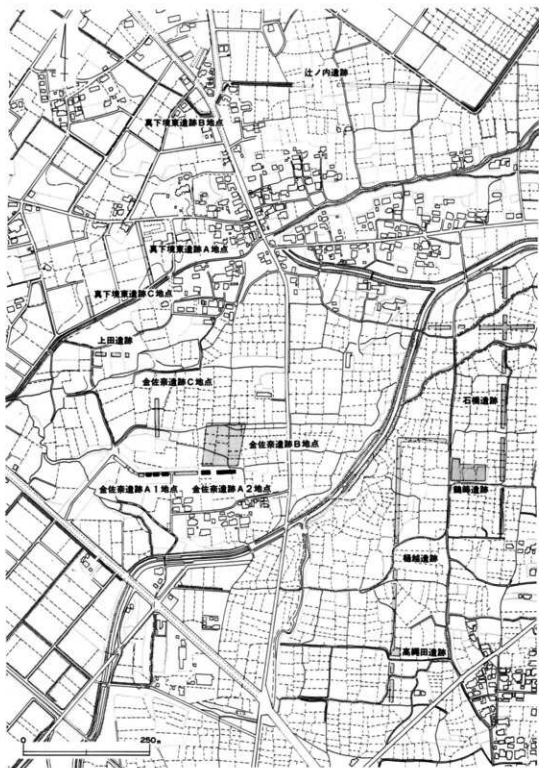 辻ノ内遺跡
真下境東遺跡B地点
真下境東遺跡A地点
真下境東遺跡C地点
上田遺跡
金佐奈遺跡C地点
石橋遺跡
金佐奈遺跡B地点
金佐奈遺跡A1地点
金佐奈遺跡A2地点
鶴蒔遺跡
樋越遺跡
高縄田遺跡
0
250m